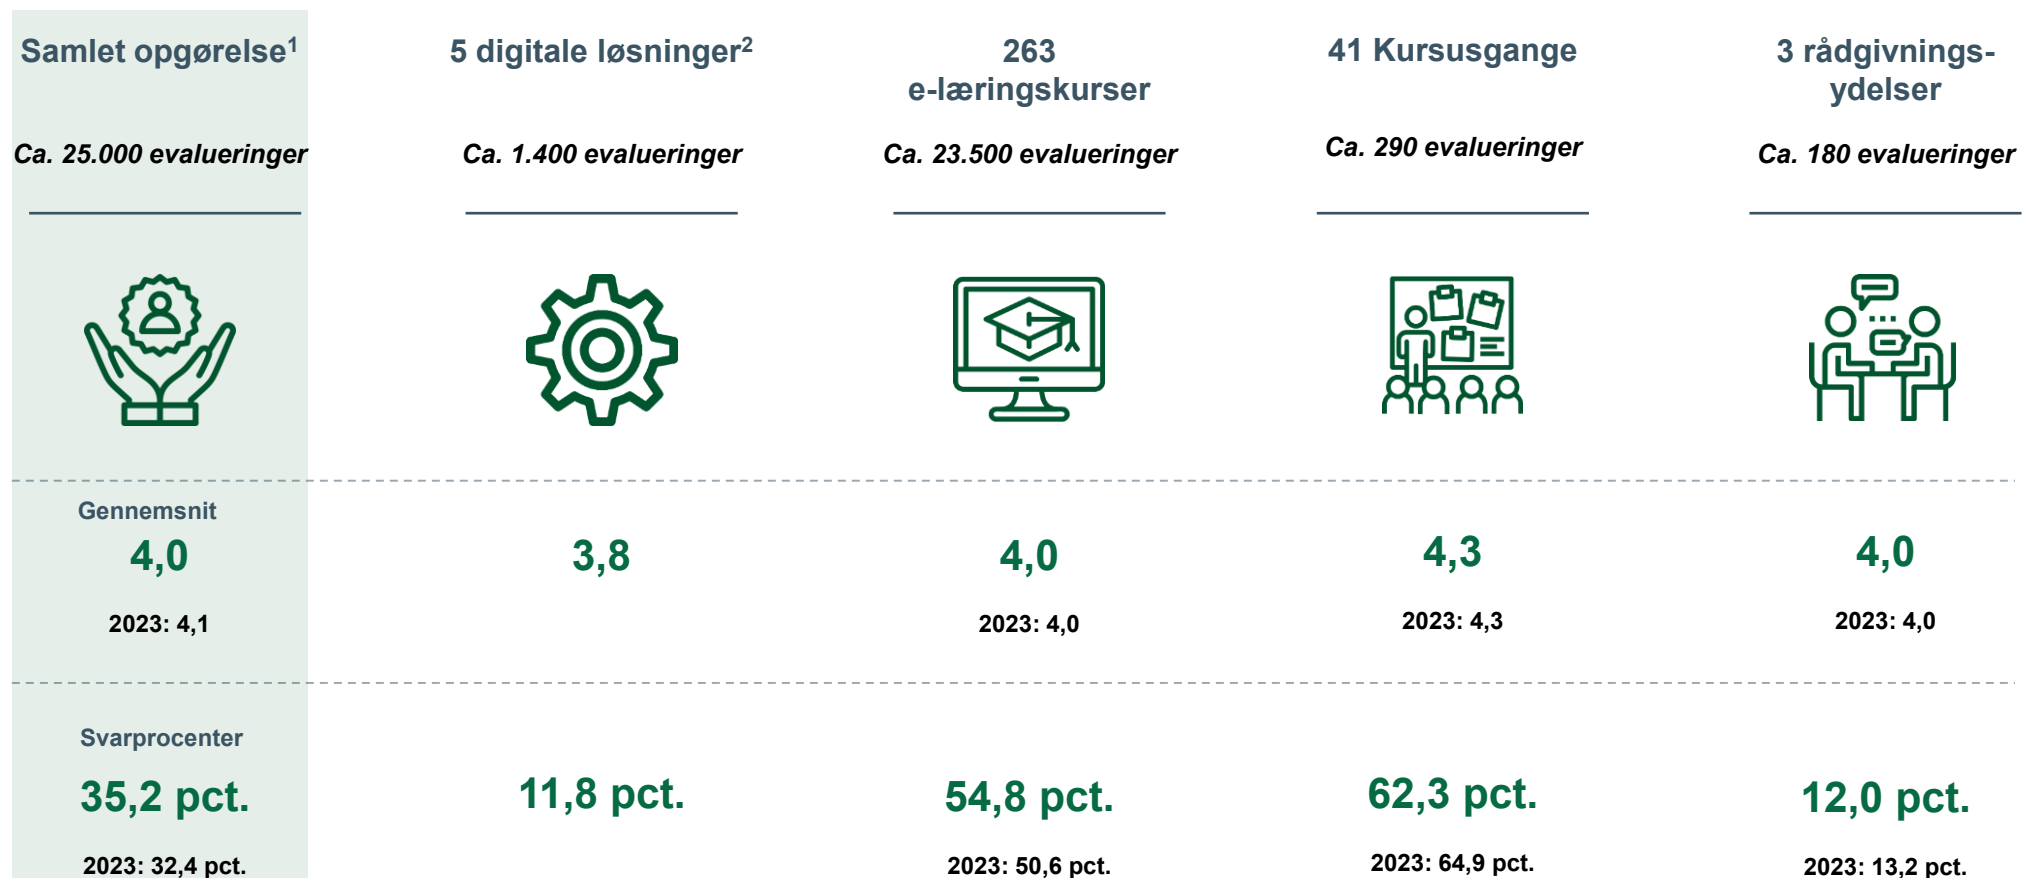 Samlet opgørelse¹
Ca. 25.000 evalueringer
5 digitale løsninger²
Ca. 1.400 evalueringer
263
e-læringskurser
Ca. 23.500 evalueringer
41 Kursusgange
Ca. 290 evalueringer
3 rådgivnings-
ydelser
Ca. 180 evalueringer
Gennemsnit
4,0
2023: 4,1
3,8
4,0
2023: 4,0
4,3
2023: 4,3
4,0
2023: 4,0
Svarprocenter
35,2 pct.
2023: 32,4 pct.
11,8 pct.
54,8 pct.
2023: 50,6 pct.
62,3 pct.
2023: 64,9 pct.
12,0 pct.
2023: 13,2 pct.